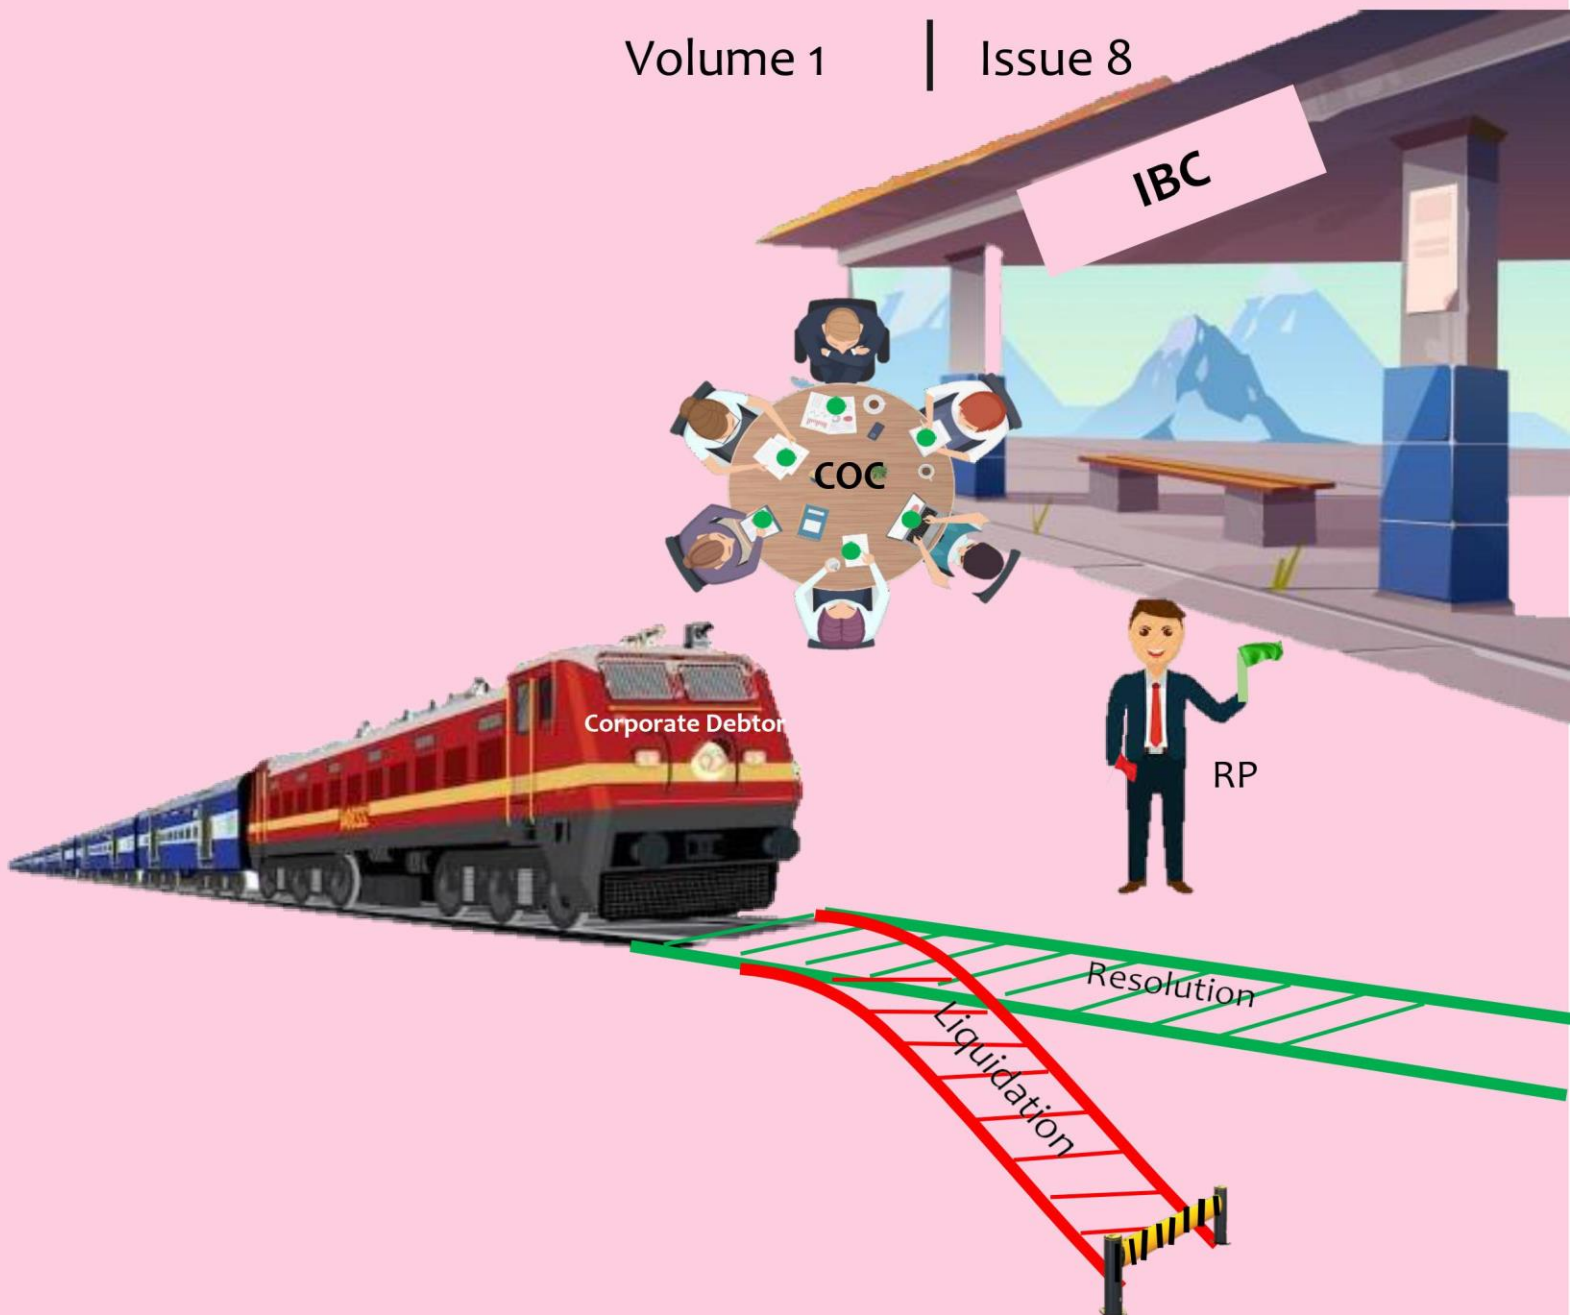 Volume 1 | Issue 8
IBC
COC
Corporate Debtor
RP
Resolution
Liquidation